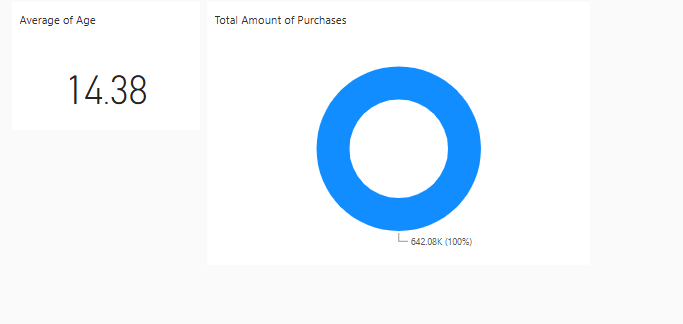 Average of Age
14.38
Total Amount of Purchases
642.08K (100%)